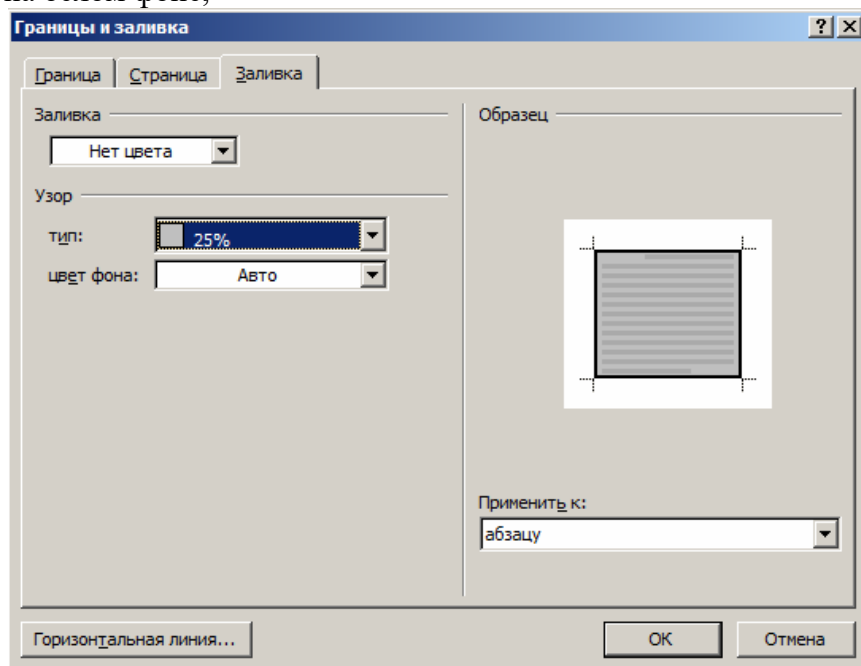 Границы и заливка
Граница Страница Заливка
Заливка
Нет цвета
Узор
тип: 25%
цвет фона: Авто
Образец
Применить к:
абзацу
Горизонтальная линия...
ОК Отмена